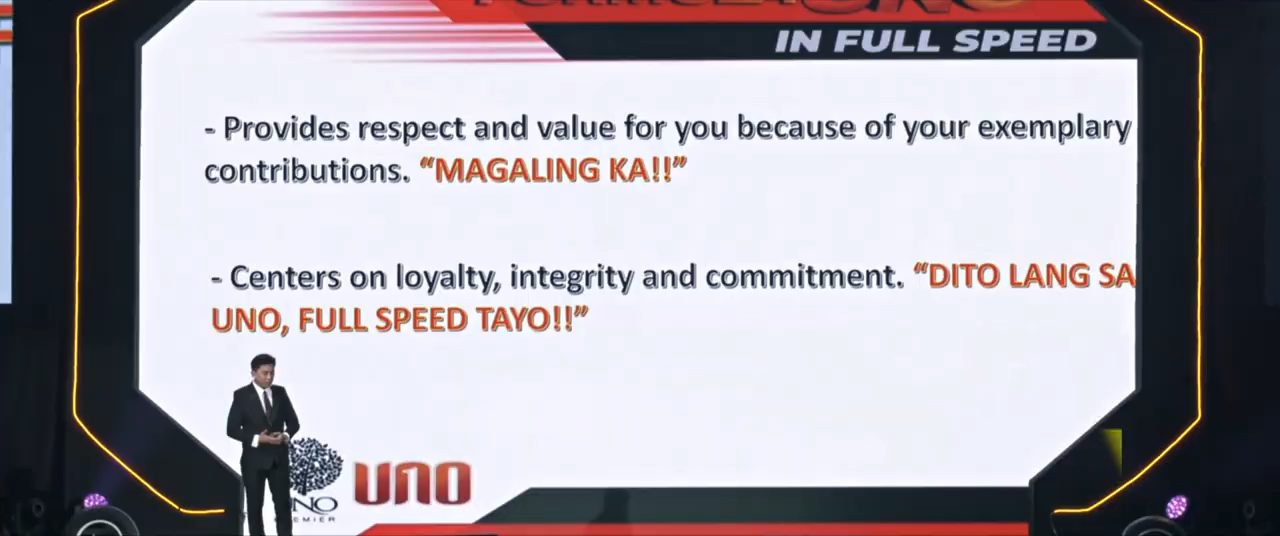 IN FULL SPEED
- Provides respect and value for you because of your exemplary
contributions. “MAGALING KA!!”
- Centers on loyalty, integrity and commitment. “DITO LANG SA
UNO, FULL SPEED TAYO!!”
UNO